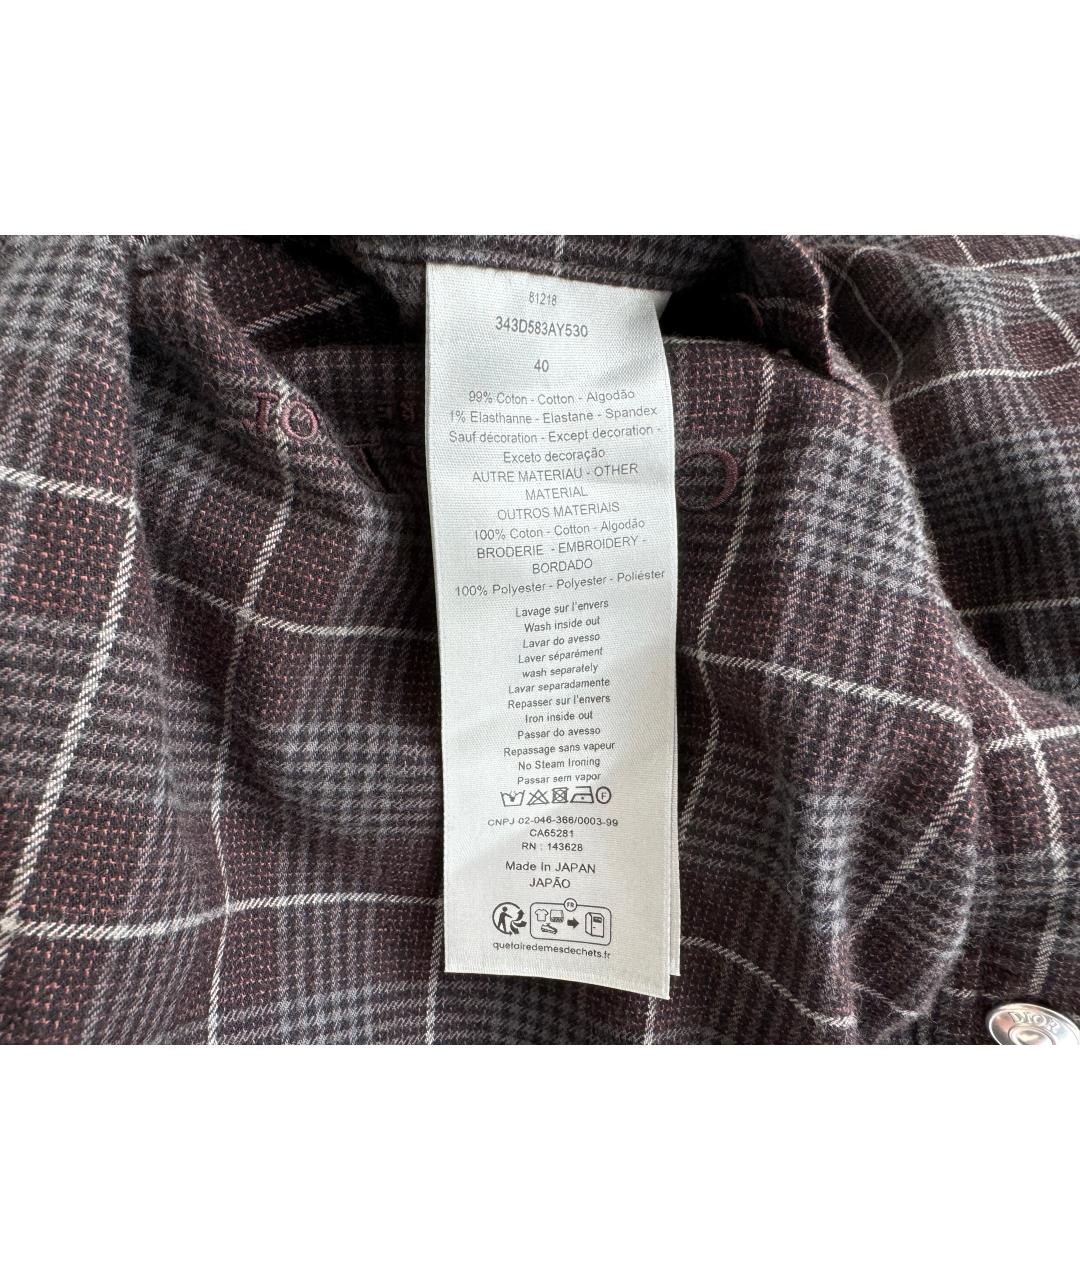 81218
343D583AY530
40
99% Coton - Cotton - Algodão
1% Elasthanne - Elastane - Spandex
Sauf décoration - Except decoration -
Exceto decoração
AUTRE MATERIAU - OTHER
MATERIAL
OUTROS MATERIAIS
100% Coton - Cotton - Algodão
BRODERIE - EMBROIDERY -
BORDADO
100% Polyester - Polyester - Poliéster
Lavage sur l'envers
Wash inside out
Lavar do avesso
Laver séparément
wash separately
Lavar separadamente
Repasser sur l'envers
Iron inside out
Passar do avesso
Repassage sans vapeur
No Steam Ironing
Passar sem vapor
F
CNPJ 02-046-366/0003-99
CA65281
RN : 143628
Made In JAPAN
JAPÃO
FR
quefairedemesdechets.fr
DIOR